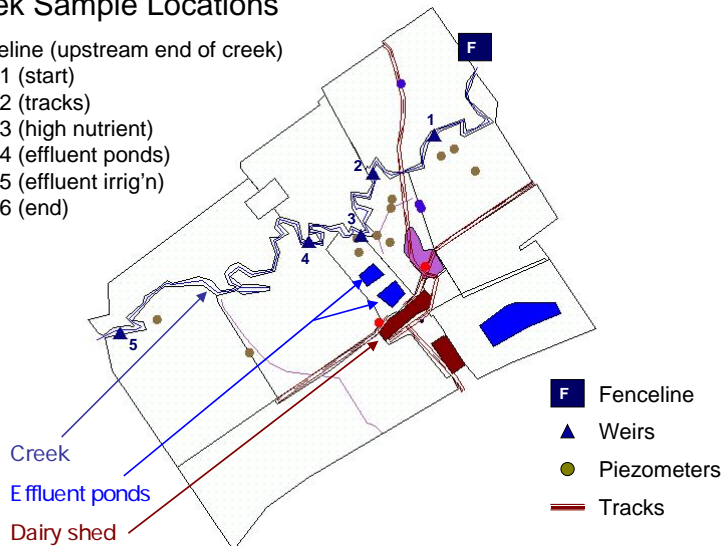 ek Sample Locations
eline (upstream end of creek)
1 (start)
2 (tracks)
3 (high nutrient)
4 (effluent ponds)
5 (effluent irrig'n)
6 (end)
F
1
2
3
4
5
Creek
Effluent ponds
Dairy shed
F Fenceline
Weirs
Piezometers
Tracks